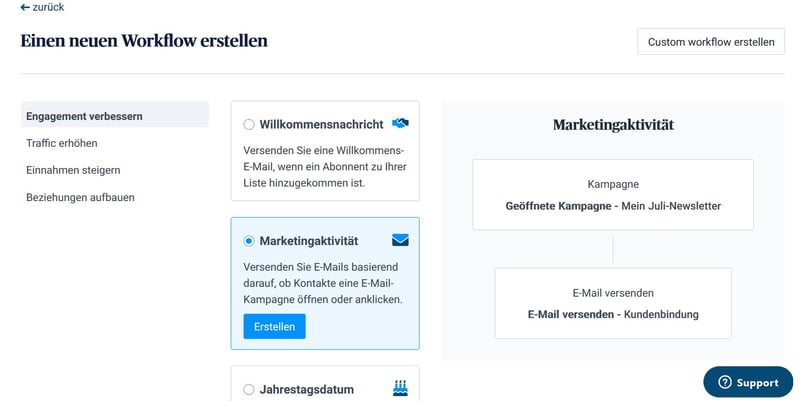 ← zurück
Einen neuen Workflow erstellen
Custom workflow erstellen
Engagement verbessern
Traffic erhöhen
Einnahmen steigern
Beziehungen aufbauen
Willkommensnachricht
Versenden Sie eine Willkommens-
E-Mail, wenn ein Abonnent zu Ihrer
Liste hinzugekommen ist.
Marketingaktivität
Versenden Sie E-Mails basierend
darauf, ob Kontakte eine E-Mail-
Kampagne öffnen oder anklicken.
Erstellen
Jahrestagsdatum
Marketingaktivität
Kampagne
Geöffnete Kampagne - Mein Juli-Newsletter
E-Mail versenden
E-Mail versenden - Kundenbindung
Support